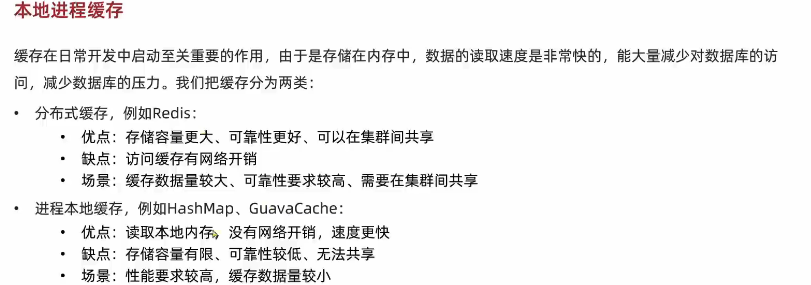 本地进程缓存
缓存在日常开发中启动至关重要的作用，由于是存储在内存中，数据的读取速度是非常快的，能大量减少对数据库的访
问，减少数据库的压力。我们把缓存分为两类：
• 分布式缓存，例如Redis：
• 优点：存储容量更大、可靠性更好、可以在集群间共享
• 缺点：访问缓存有网络开销
• 场景：缓存数据量较大、可靠性要求较高、需要在集群间共享
• 进程本地缓存，例如HashMap、GuavaCache：
• 优点：读取本地内存，没有网络开销，速度更快
• 缺点：存储容量有限、可靠性较低、无法共享
• 场景：性能要求较高，缓存数据量较小